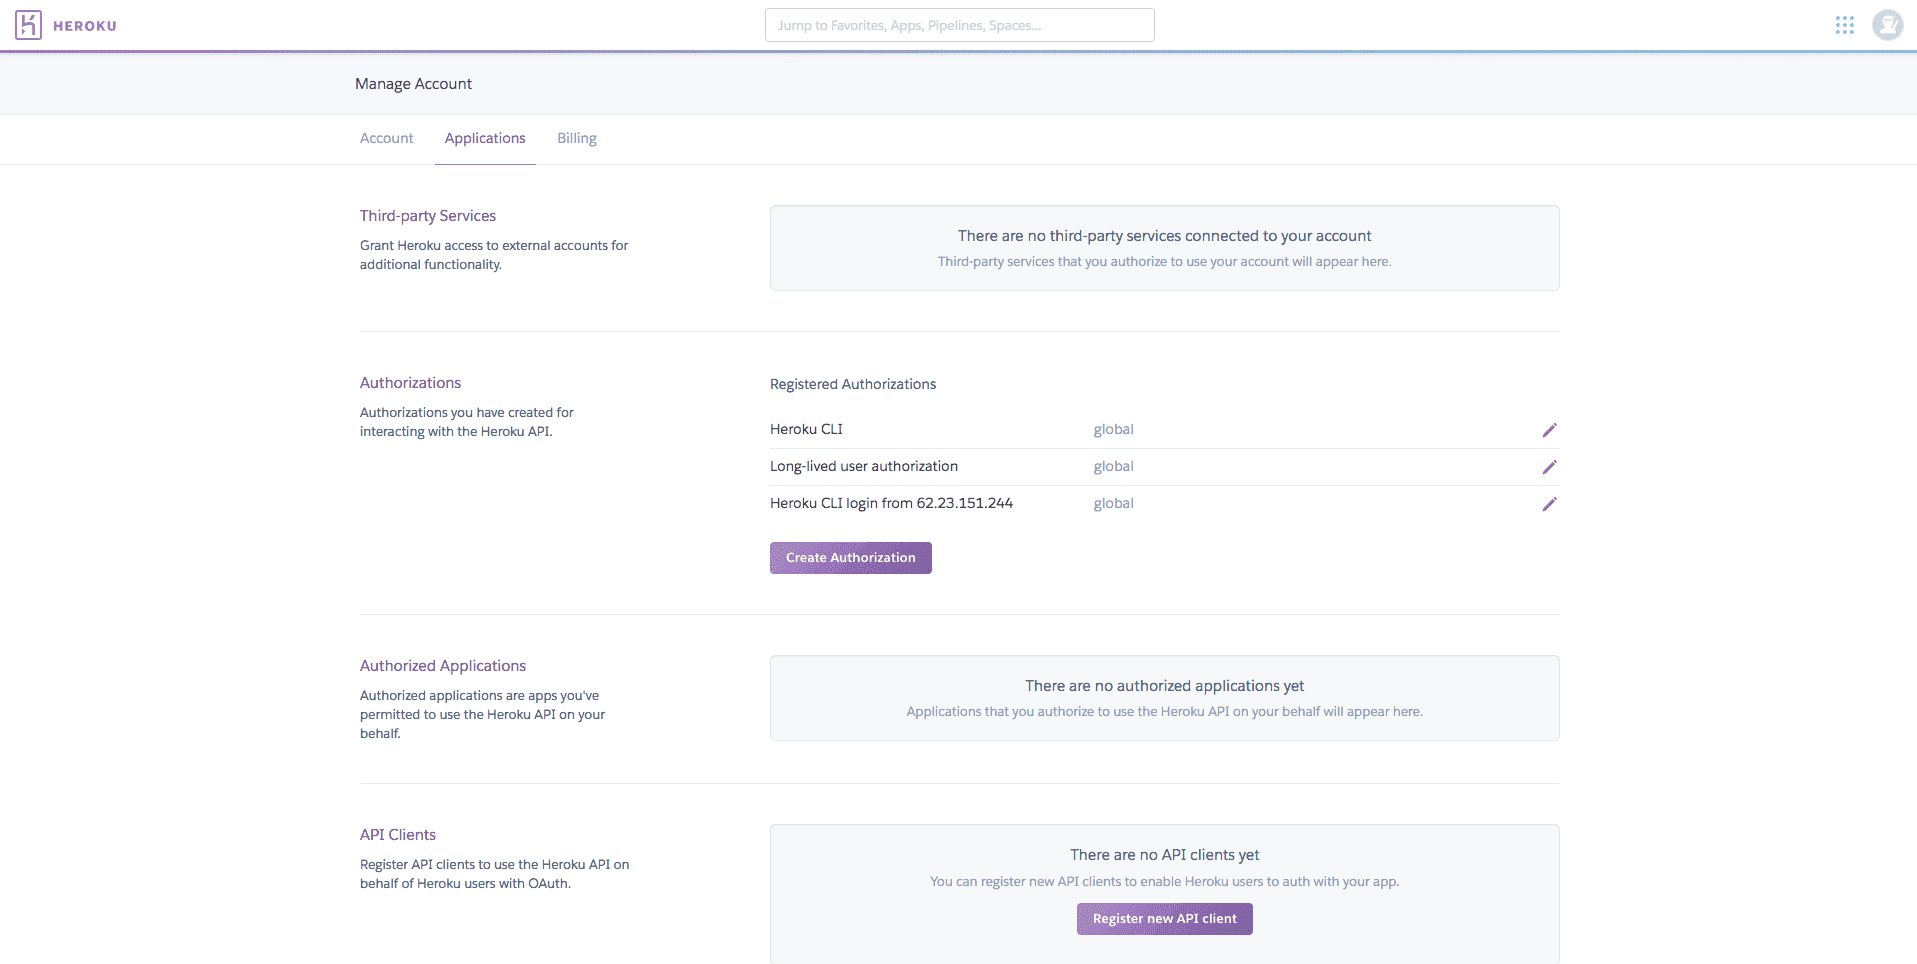 HEROKU
Jump to Favorites, Apps, Pipelines, Spaces...
Manage Account
Account
Applications
Billing
Third-party Services
Grant Heroku access to external accounts for
additional functionality.
There are no third-party services connected to your account
Third-party services that you authorize to use your account will appear here.
Authorizations
Authorizations you have created for
interacting with the Heroku API.
Registered Authorizations
Heroku CLI global
Long-lived user authorization global
Heroku CLI login from 62.23.151.244 global
Create Authorization
Authorized Applications
Authorized applications are apps you've
permitted to use the Heroku API on your
behalf.
There are no authorized applications yet
Applications that you authorize to use the Heroku API on your behalf will appear here.
API Clients
Register API clients to use the Heroku API on
behalf of Heroku users with OAuth.
There are no API clients yet
You can register new API clients to enable Heroku users to auth with your app.
Register new API client